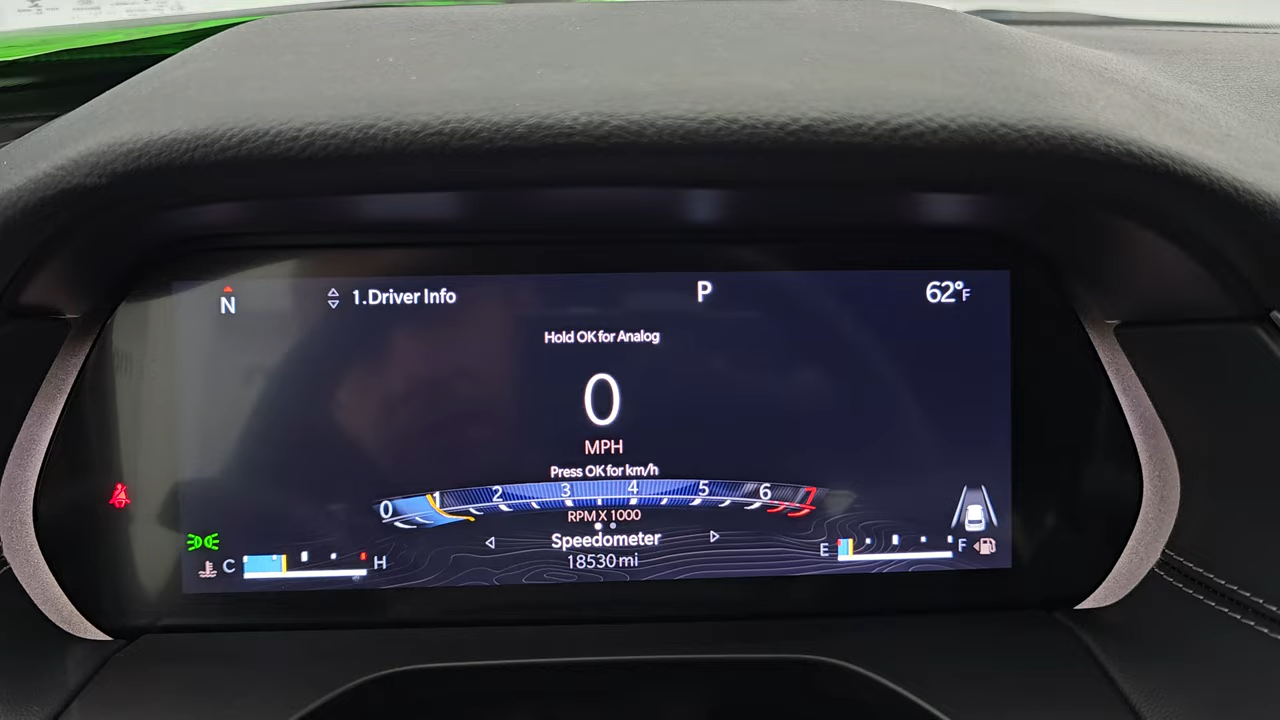 N
1.Driver Info
P
62°F
Hold OK for Analog
0
MPH
Press OK for km/h
0 1 2 3 4 5 6 7
RPM X 1000
Speedometer
18530 mi
C H
E F